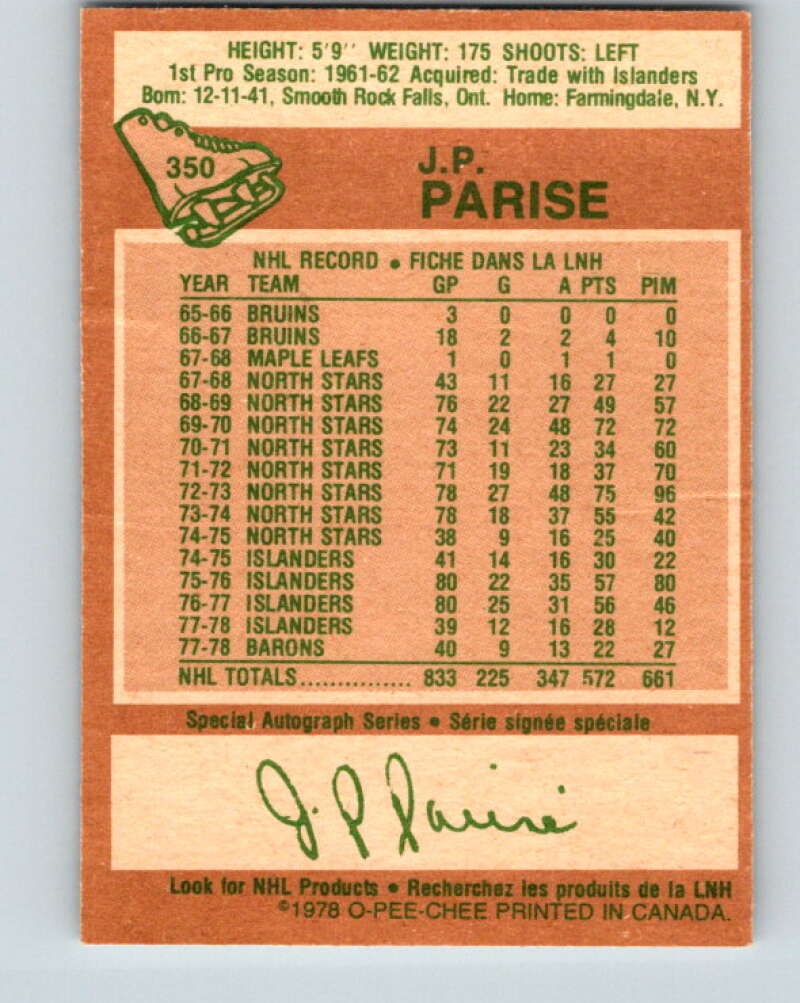 HEIGHT: 5'9'' WEIGHT: 175 SHOOTS: LEFT
1st Pro Season: 1961-62 Acquired: Trade with Islanders
Born: 12-11-41, Smooth Rock Falls, Ont. Home: Farmingdale, N.Y.
350
J.P.
PARISE
NHL RECORD • FICHE DANS LA LNH
YEAR TEAM GP G A PTS PIM
65-66 BRUINS 3 0 0 0 0
66-67 BRUINS 18 2 2 4 10
67-68 MAPLE LEAFS 1 0 1 1 0
67-68 NORTH STARS 43 11 16 27 27
68-69 NORTH STARS 76 22 27 49 57
69-70 NORTH STARS 74 24 48 72 72
70-71 NORTH STARS 73 11 23 34 60
71-72 NORTH STARS 71 19 18 37 70
72-73 NORTH STARS 78 27 48 75 96
73-74 NORTH STARS 78 18 37 55 42
74-75 NORTH STARS 38 9 16 25 40
74-75 ISLANDERS 41 14 16 30 22
75-76 ISLANDERS 80 22 35 57 80
76-77 ISLANDERS 80 25 31 56 46
77-78 ISLANDERS 39 12 16 28 12
77-78 BARONS 40 9 13 22 27
NHL TOTALS............... 833 225 347 572 661
Special Autograph Series • Série signée spéciale
J. P. Parisé
Look for NHL Products • Recherchez les produits de la LNH
©1978 O-PEE-CHEE PRINTED IN CANADA.